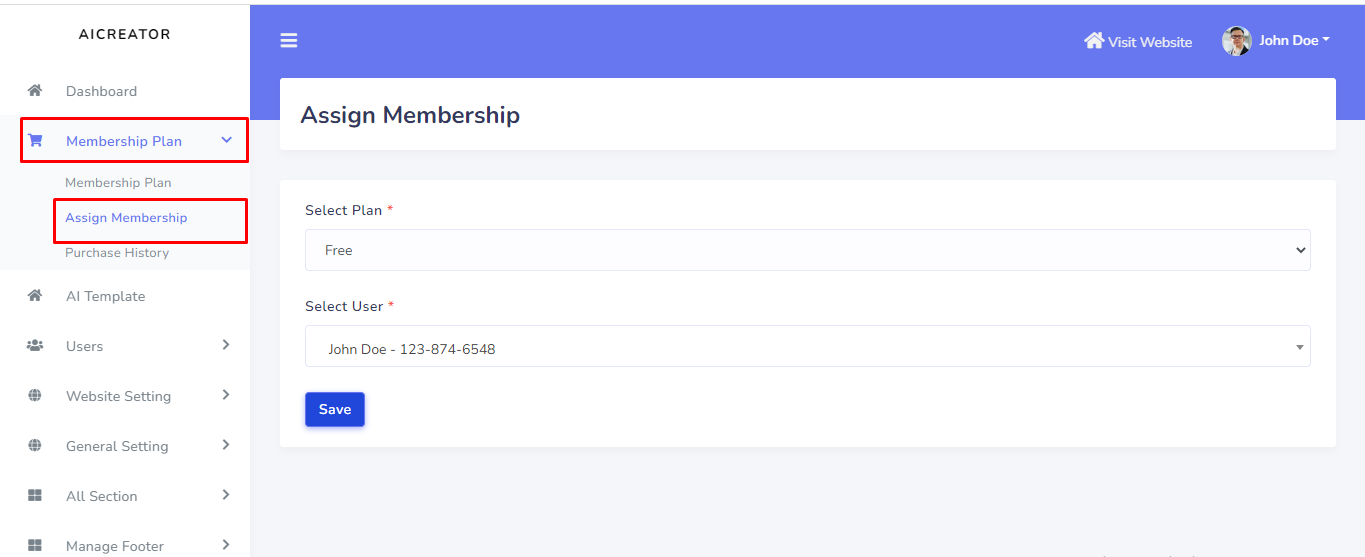 AICREATOR
Visit Website
John Doe
Dashboard
Membership Plan
Membership Plan
Assign Membership
Purchase History
AI Template
Users
Website Setting
General Setting
All Section
Manage Footer
Assign Membership
Select Plan *
Free
Select User *
John Doe - 123-874-6548
Save